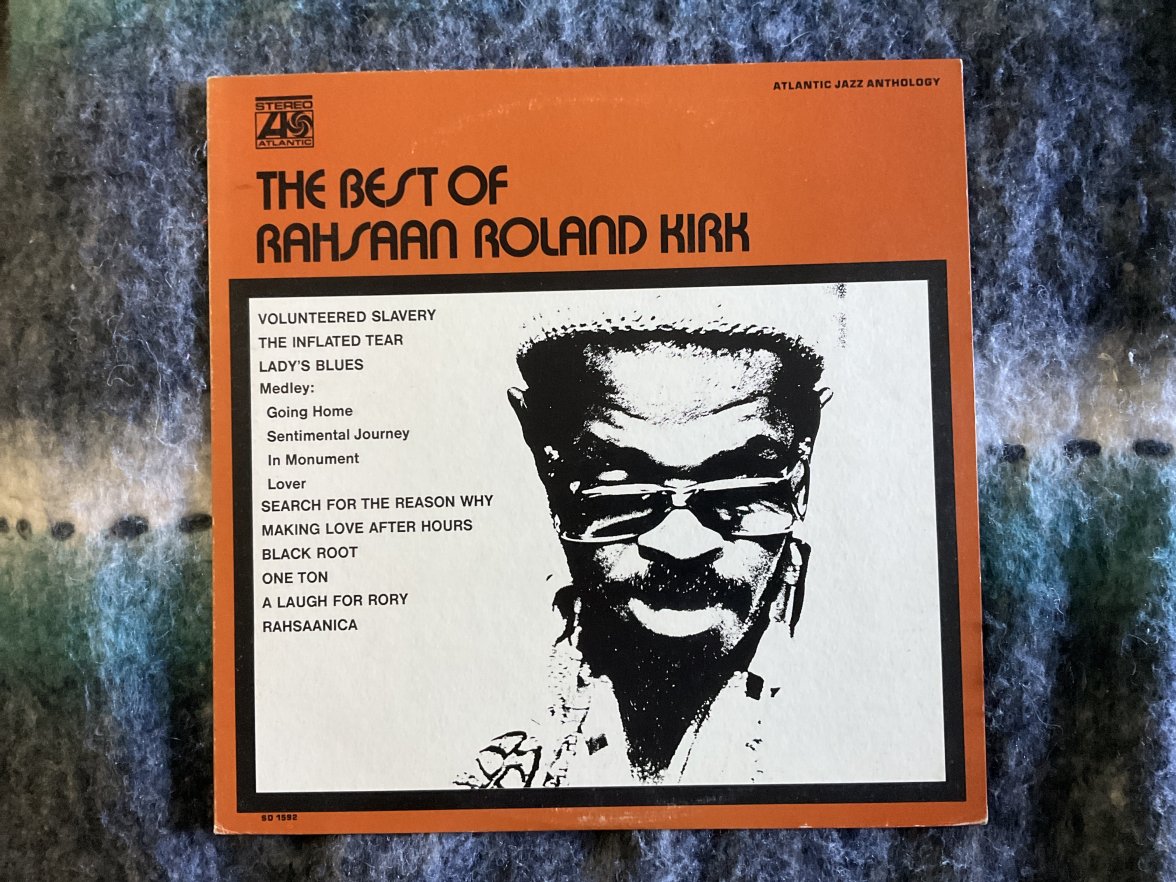 ATLANTIC JAZZ ANTHOLOGY
STEREO
ATLANTIC
THE BEST OF
RAHSAAN ROLAND KIRK
VOLUNTEERED SLAVERY
THE INFLATED TEAR
LADY'S BLUES
Medley:
Going Home
Sentimental Journey
In Monument
Lover
SEARCH FOR THE REASON WHY
MAKING LOVE AFTER HOURS
BLACK ROOT
ONE TON
A LAUGH FOR RORY
RAHSAANICA
SD 1592